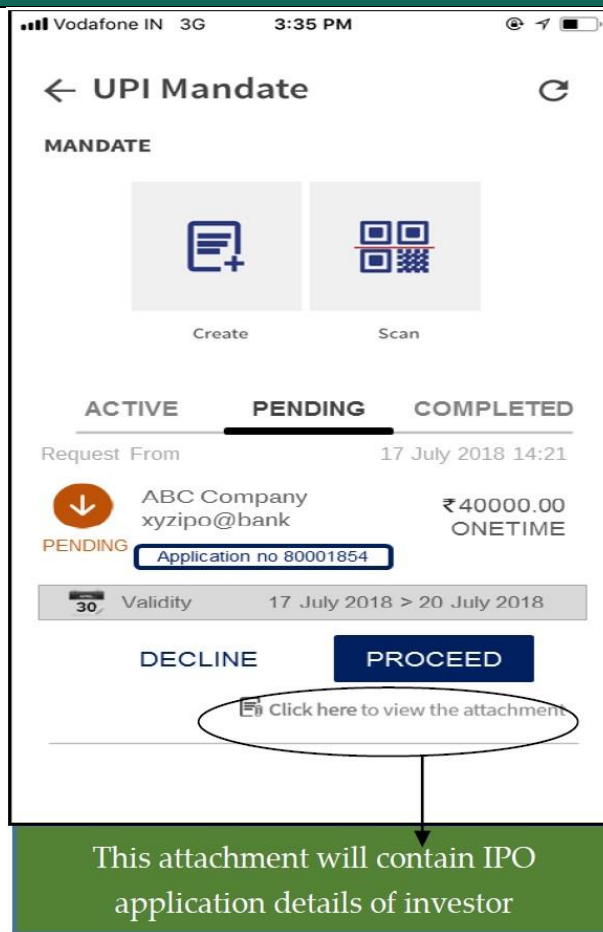 Vodafone IN 3G 3:35 PM
← UPI Mandate
MANDATE
Create Scan
ACTIVE PENDING COMPLETED
Request From 17 July 2018 14:21
ABC Company ₹40000.00
xyzipo@bank ONETIME
PENDING
Application no 80001854
30 Validity 17 July 2018 > 20 July 2018
DECLINE PROCEED
Click here to view the attachment
This attachment will contain IPO
application details of investor